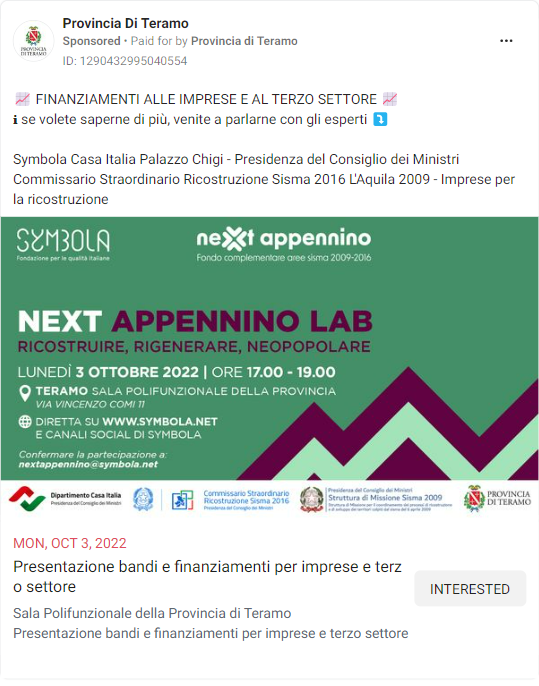 Provincia Di Teramo
Sponsored • Paid for by Provincia di Teramo
ID: 1290432995040554
PROVINCIA
DI TERAMO
📈 FINANZIAMENTI ALLE IMPRESE E AL TERZO SETTORE 📈
ℹ se volete saperne di più, venite a parlarne con gli esperti ⤵
Symbola Casa Italia Palazzo Chigi - Presidenza del Consiglio dei Ministri
Commissario Straordinario Ricostruzione Sisma 2016 L'Aquila 2009 - Imprese per
la ricostruzione
SYMBOLA
Fondazione per le qualità italiane
next appennino
Fondo complementare aree sisma 2009-2016
NEXT APPENNINO LAB
RICOSTRUIRE, RIGENERARE, NEOPOPOLARE
LUNEDÌ 3 OTTOBRE 2022 | ORE 17.00 - 19.00
TERAMO SALA POLIFUNZIONALE DELLA PROVINCIA
VIA VINCENZO COMI 11
DIRETTA SU WWW.SYMBOLA.NET
E CANALI SOCIAL DI SYMBOLA
Confermare la partecipazione a:
nextappennino@symbola.net
Dipartimento Casa Italia
Presidenza del Consiglio dei Ministri
Commissario Straordinario
Ricostruzione Sisma 2016
Presidenza del Consiglio dei Ministri
Presidenza del Consiglio dei Ministri
Struttura di Missione Sisma 2009
PROVINCIA
DI TERAMO
MON, OCT 3, 2022
Presentazione bandi e finanziamenti per imprese e terz
o settore
INTERESTED
Sala Polifunzionale della Provincia di Teramo
Presentazione bandi e finanziamenti per imprese e terzo settore